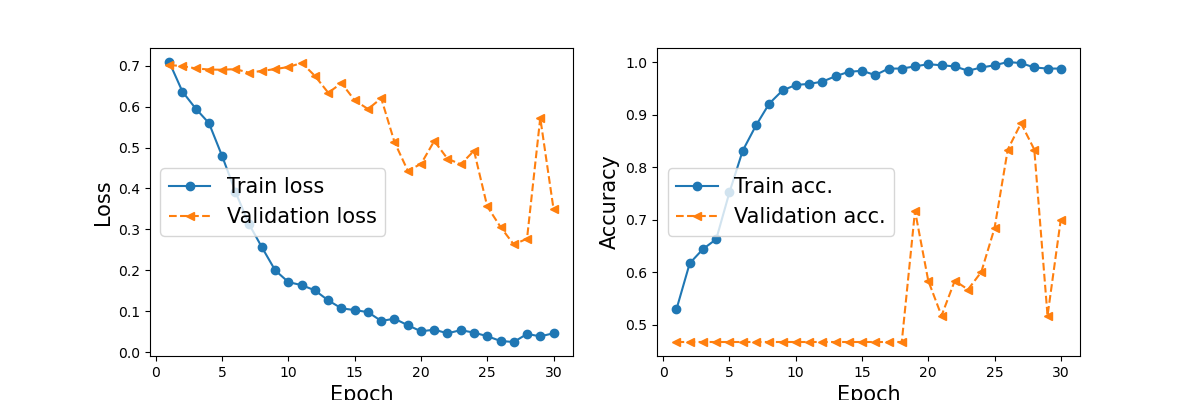 0.7
0.6
0.5
0.4
0.3
0.2
0.1
0.0
Loss
Train loss
Validation loss
0 5 10 15 20 25 30
Epoch
1.0
0.9
0.8
0.7
0.6
0.5
Accuracy
Train acc.
Validation acc.
0 5 10 15 20 25 30
Epoch